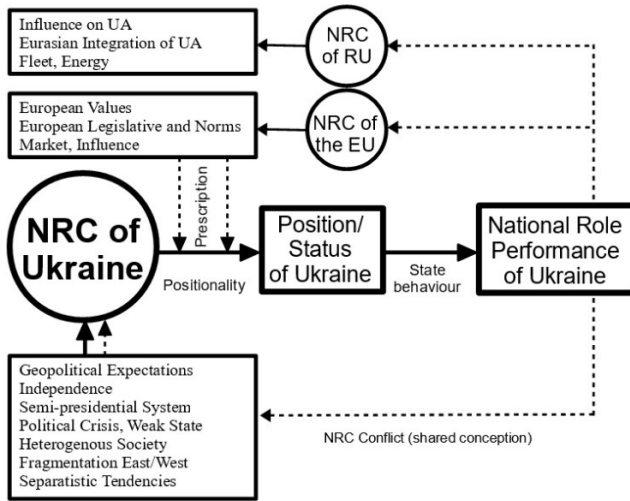 Influence on UA
Eurasian Integration of UA
Fleet, Energy
NRC
of RU
European Values
European Legislative and Norms
Market, Influence
NRC of
the EU
Prescription
NRC of
Ukraine
Positionality
Position/
Status
of Ukraine
State
behaviour
National Role
Performance
of Ukraine
Geopolitical Expectations
Independence
Semi-presidential System
Political Crisis, Weak State
Heterogenous Society
Fragmentation East/West
Separatistic Tendencies
NRC Conflict (shared conception)